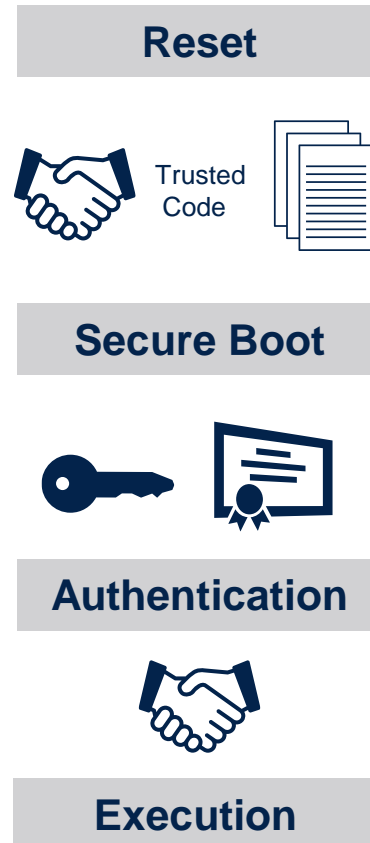 Reset
Trusted
Code
Secure Boot
Authentication
Execution